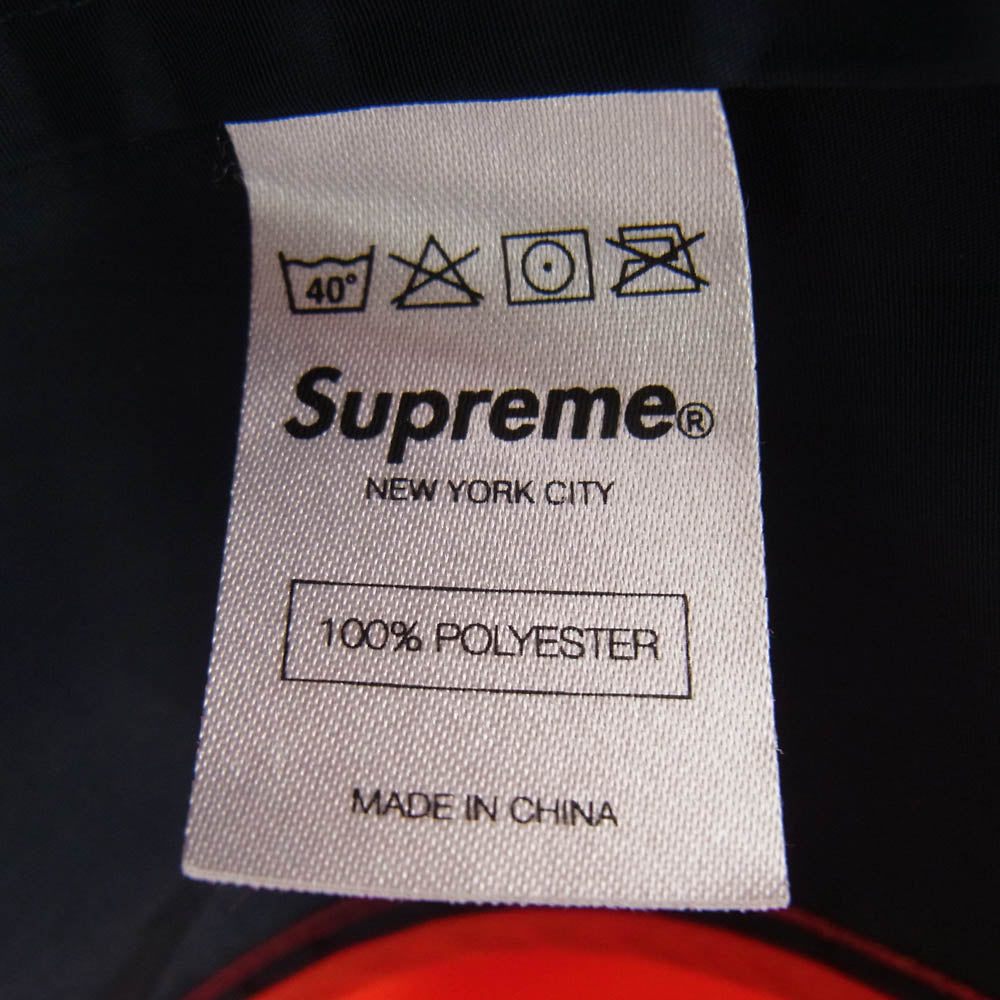 40°
Supreme®
NEW YORK CITY
100% POLYESTER
MADE IN CHINA